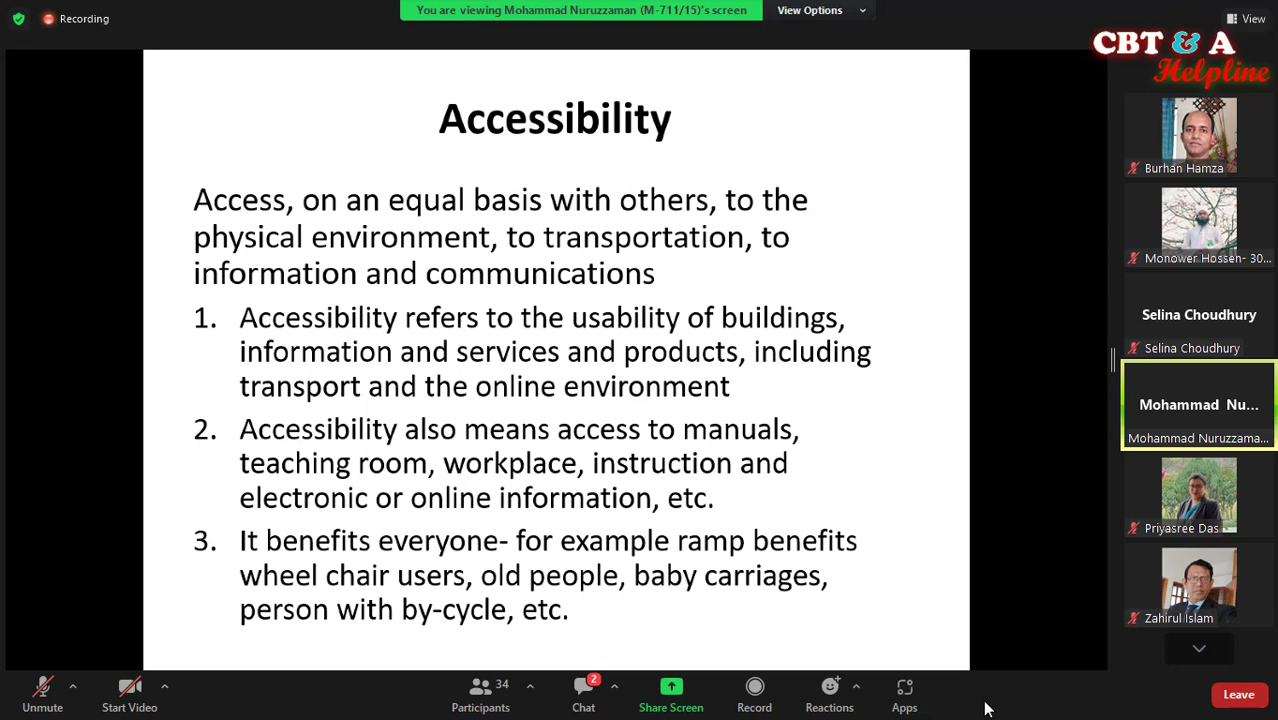 Recording
You are viewing Mohammad Nuruzzaman (M-711/15)'s screen
View Options
View
CBT & A
Helpline
Accessibility
Access, on an equal basis with others, to the
physical environment, to transportation, to
information and communications
1. Accessibility refers to the usability of buildings,
information and services and products, including
transport and the online environment
2. Accessibility also means access to manuals,
teaching room, workplace, instruction and
electronic or online information, etc.
3. It benefits everyone- for example ramp benefits
wheel chair users, old people, baby carriages,
person with by-cycle, etc.
Burhan Hamza
Monower Hossen- 30...
Selina Choudhury
Selina Choudhury
Mohammad Nu...
Mohammad Nuruzzama...
Priyasree Das
Zahirul Islam
Unmute
Start Video
34
Participants
2
Chat
Share Screen
Record
Reactions
Apps
Leave